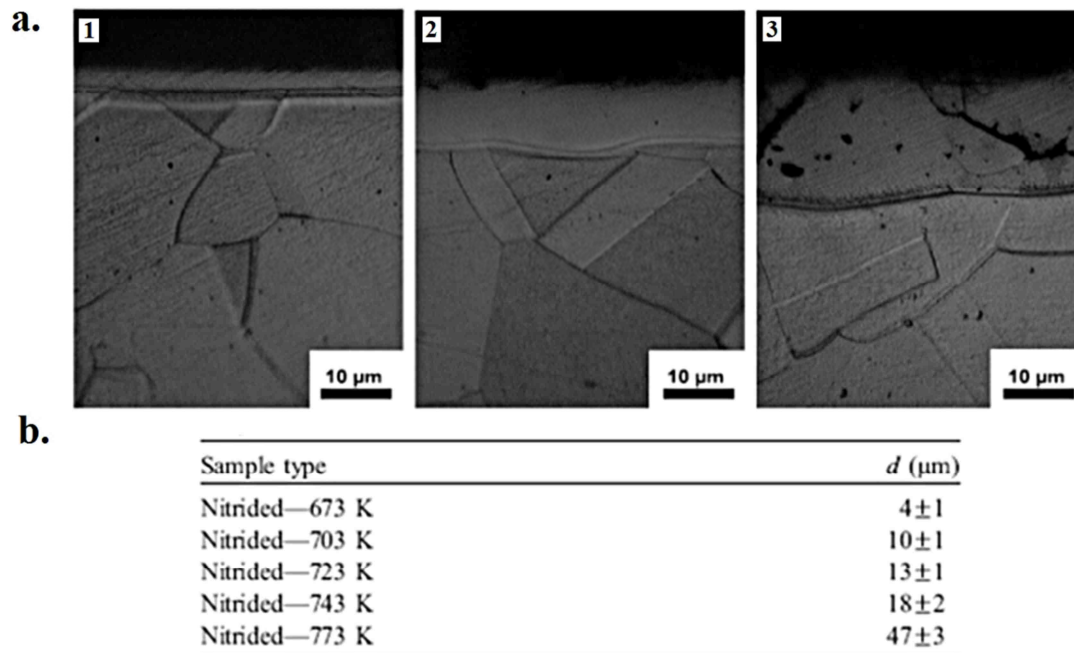 a.
1 2 3
10 µm 10 µm 10 µm
b.
Sample type d (µm)
Nitrided—673 K 4±1
Nitrided—703 K 10±1
Nitrided—723 K 13±1
Nitrided—743 K 18±2
Nitrided—773 K 47±3